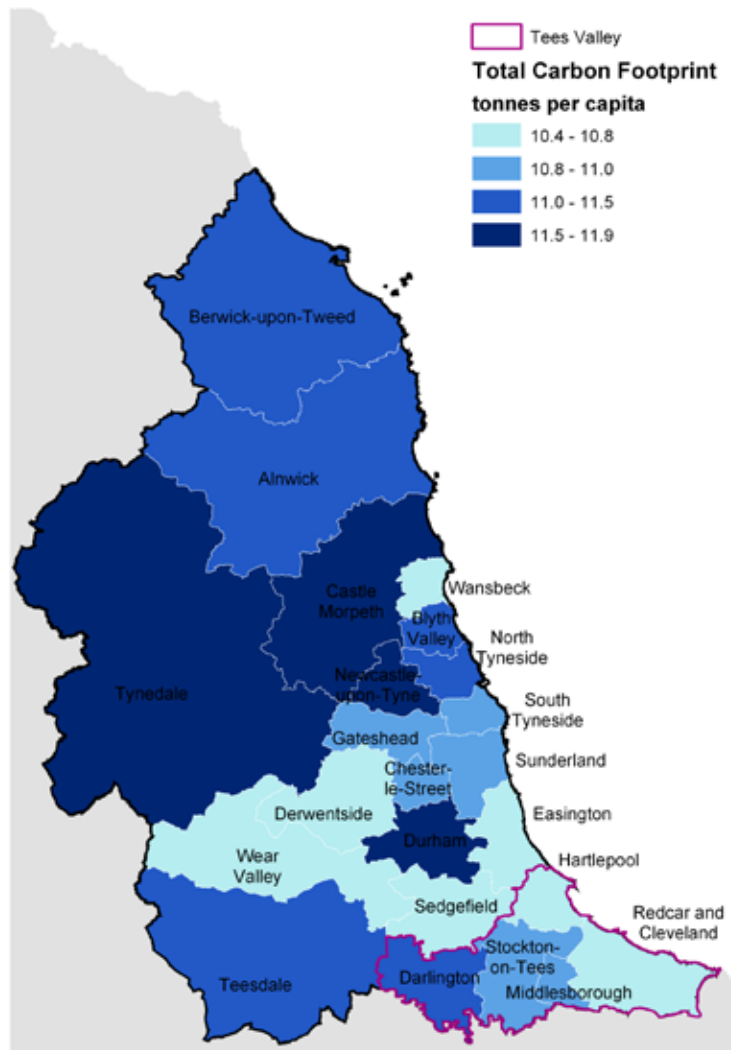 Tees Valley
Total Carbon Footprint
tonnes per capita
10.4 - 10.8
10.8 - 11.0
11.0 - 11.5
11.5 - 11.9
Berwick-upon-Tweed
Alnwick
Castle
Morpeth
Wansbeck
Blyth
Valley
North
Tyneside
Newcastle-
upon-Tyne
Tynedale
South
Tyneside
Gateshead
Sunderland
Chester-
le-Street
Derwentside
Easington
Durham
Wear
Valley
Hartlepool
Sedgefield
Redcar and
Cleveland
Stockton-
on-Tees
Teesdale
Darlington
Middlesborough